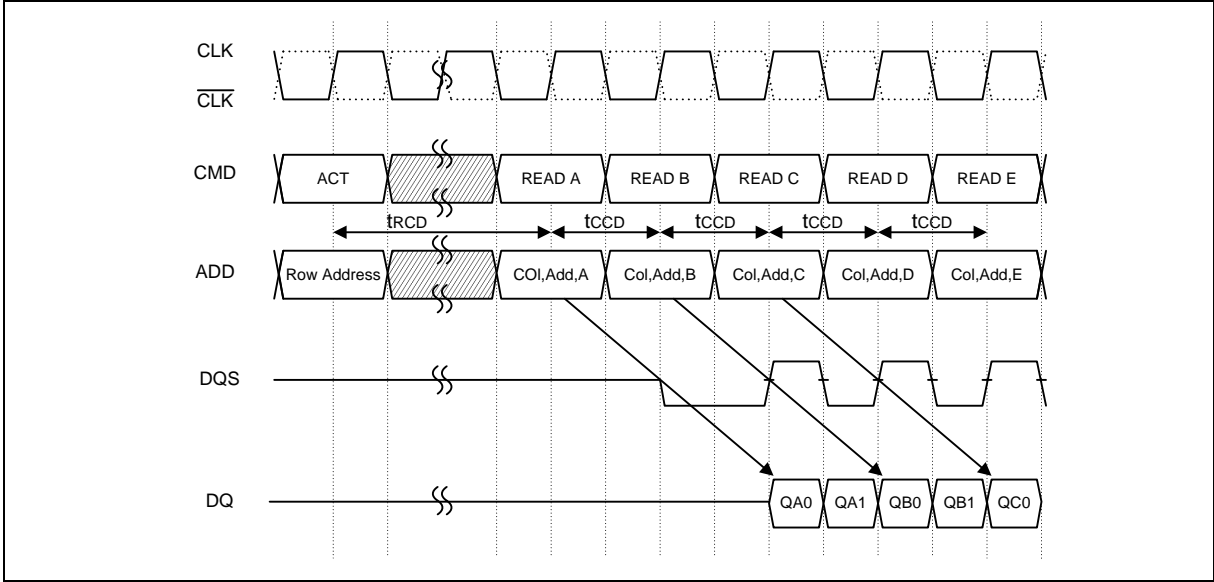 CLK
CLK
CMD
ACT
READ A
READ B
READ C
READ D
READ E
tRCD
tCCD
tCCD
tCCD
tCCD
ADD
Row Address
COl,Add,A
Col,Add,B
Col,Add,C
Col,Add,D
Col,Add,E
DQS
DQ
QA0
QA1
QB0
QB1
QC0